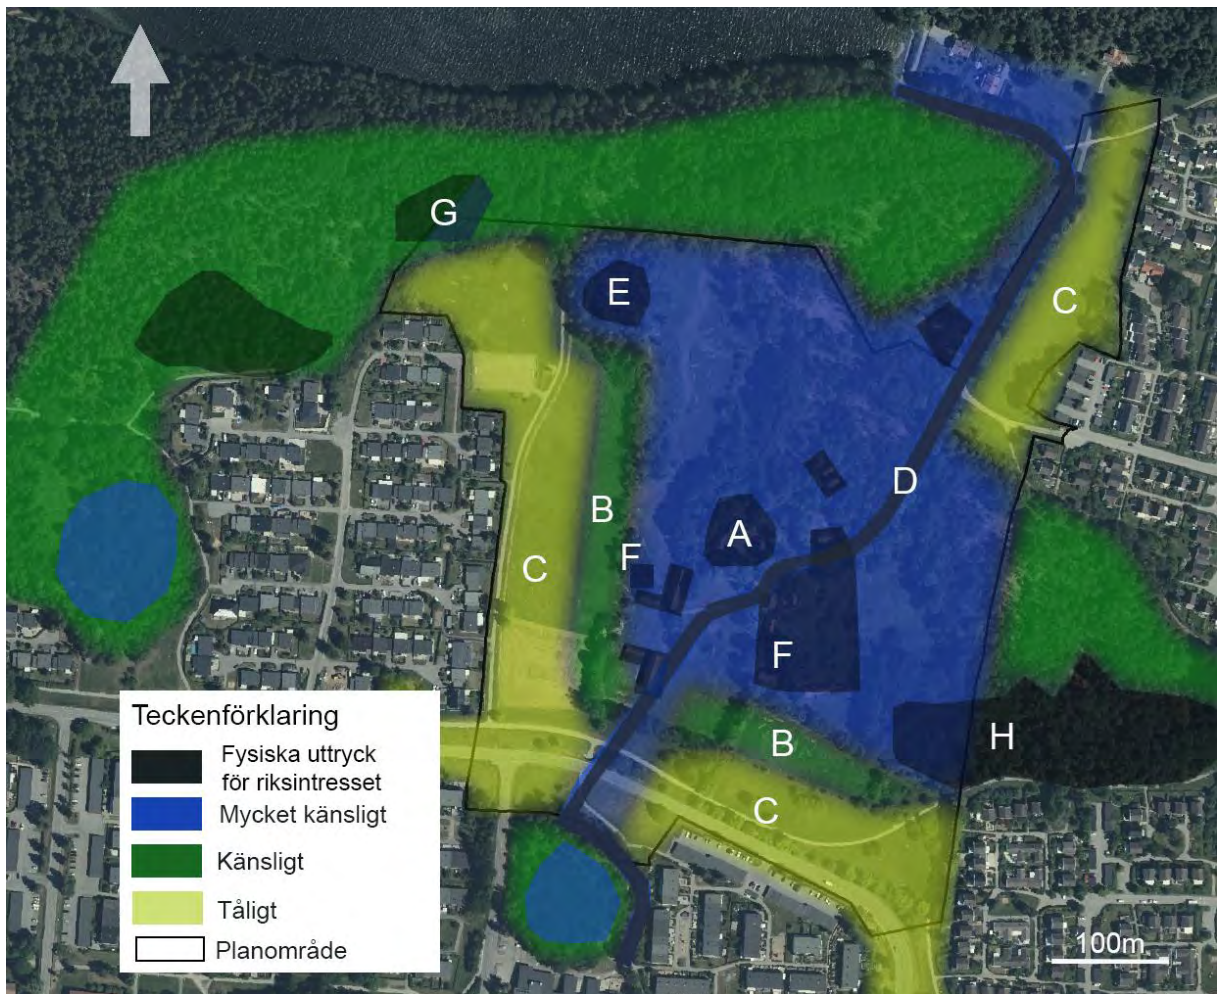 G
E
C
D
B
A
F
C
F
B
H
C
Teckenförklaring
Fysiska uttryck
för riksintresset
Mycket känsligt
Känsligt
Tåligt
Planområde
100m